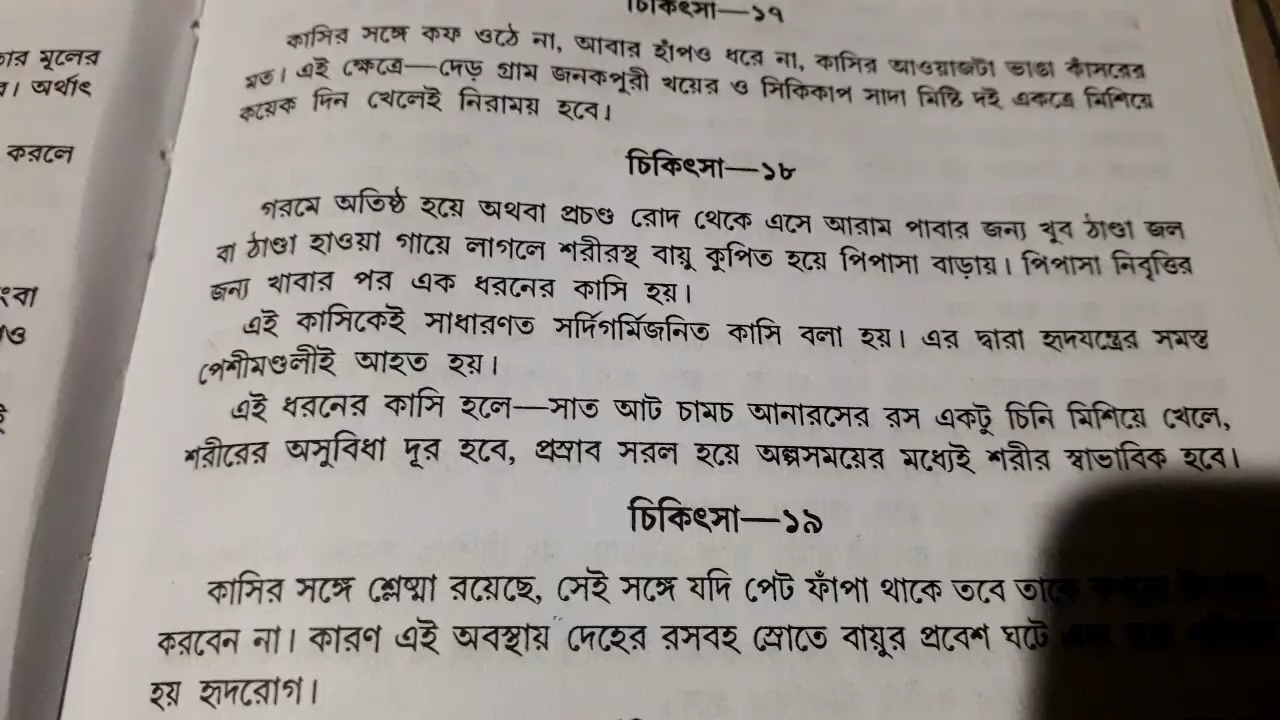 ার মূলের
। অর্থাৎ
করলে
ংবা
ও
চিকিৎসা—১৭
কাসির সঙ্গে কফ ওঠে না, আবার হাঁপও ধরে না, কাসির আওয়াজটা ভাঙা কাঁসরের
মত। এই ক্ষেত্রে—দেড় গ্রাম জনকপুরী খয়ের ও সিকিকাপ সাদা মিষ্টি দই একত্রে মিশিয়ে
কয়েক দিন খেলেই নিরাময় হবে।
চিকিৎসা—১৮
গরমে অতিষ্ঠ হয়ে অথবা প্রচণ্ড রোদ থেকে এসে আরাম পাবার জন্য খুব ঠাণ্ডা জল
বা ঠাণ্ডা হাওয়া গায়ে লাগলে শরীরস্থ বায়ু কুপিত হয়ে পিপাসা বাড়ায়। পিপাসা নিবৃত্তির
জন্য খাবার পর এক ধরনের কাসি হয়।
এই কাসিকেই সাধারণত সর্দিগর্মিজনিত কাসি বলা হয়। এর দ্বারা হৃদযন্ত্রের সমস্ত
পেশীমণ্ডলীই আহত হয়।
এই ধরনের কাসি হলে—সাত আট চামচ আনারসের রস একটু চিনি মিশিয়ে খেলে,
শরীরের অসুবিধা দূর হবে, প্রস্রাব সরল হয়ে অল্পসময়ের মধ্যেই শরীর স্বাভাবিক হবে।
চিকিৎসা—১৯
কাসির সঙ্গে শ্লেষ্মা রয়েছে, সেই সঙ্গে যদি পেট ফাঁপা থাকে তবে তাকে
করবেন না। কারণ এই অবস্থায় দেহের রসবহ স্রোতে বায়ুর প্রবেশ ঘটে
হয় হৃদরোগ।